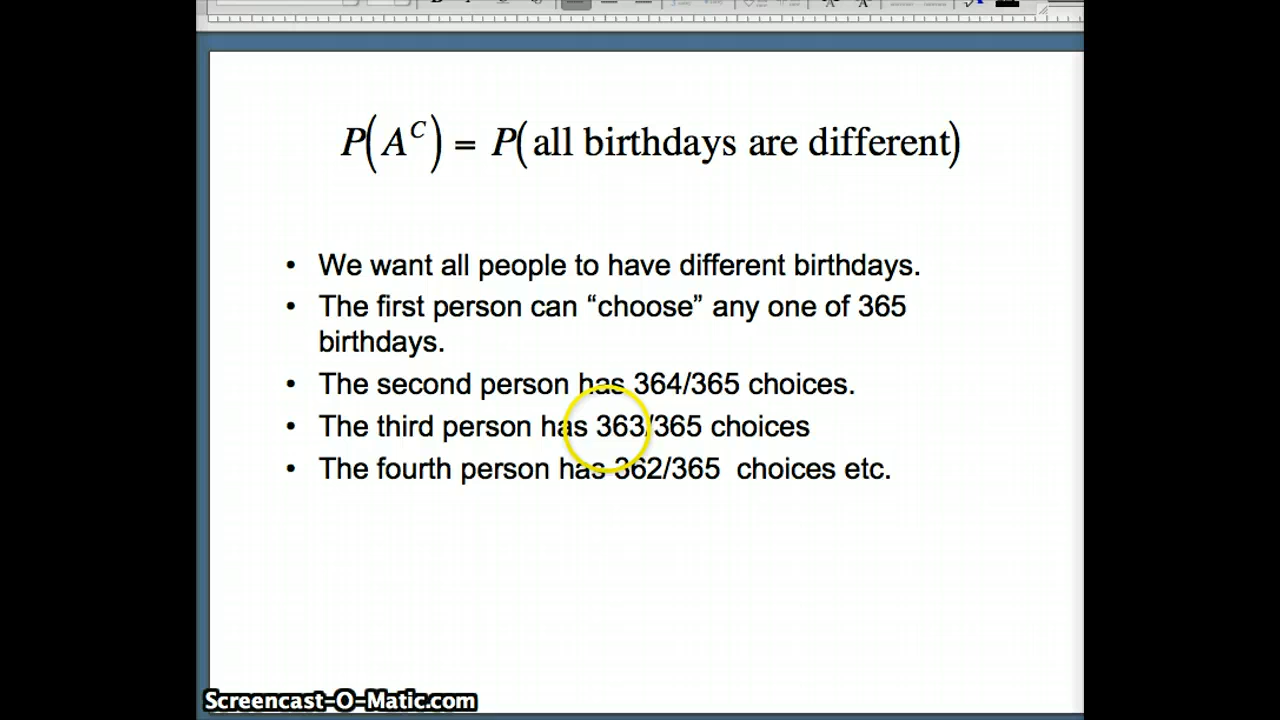 P(A^C) = P(all birthdays are different)
• We want all people to have different birthdays.
• The first person can “choose” any one of 365
birthdays.
• The second person has 364/365 choices.
• The third person has 363/365 choices
• The fourth person has 362/365  choices etc.
Screencast-O-Matic.com